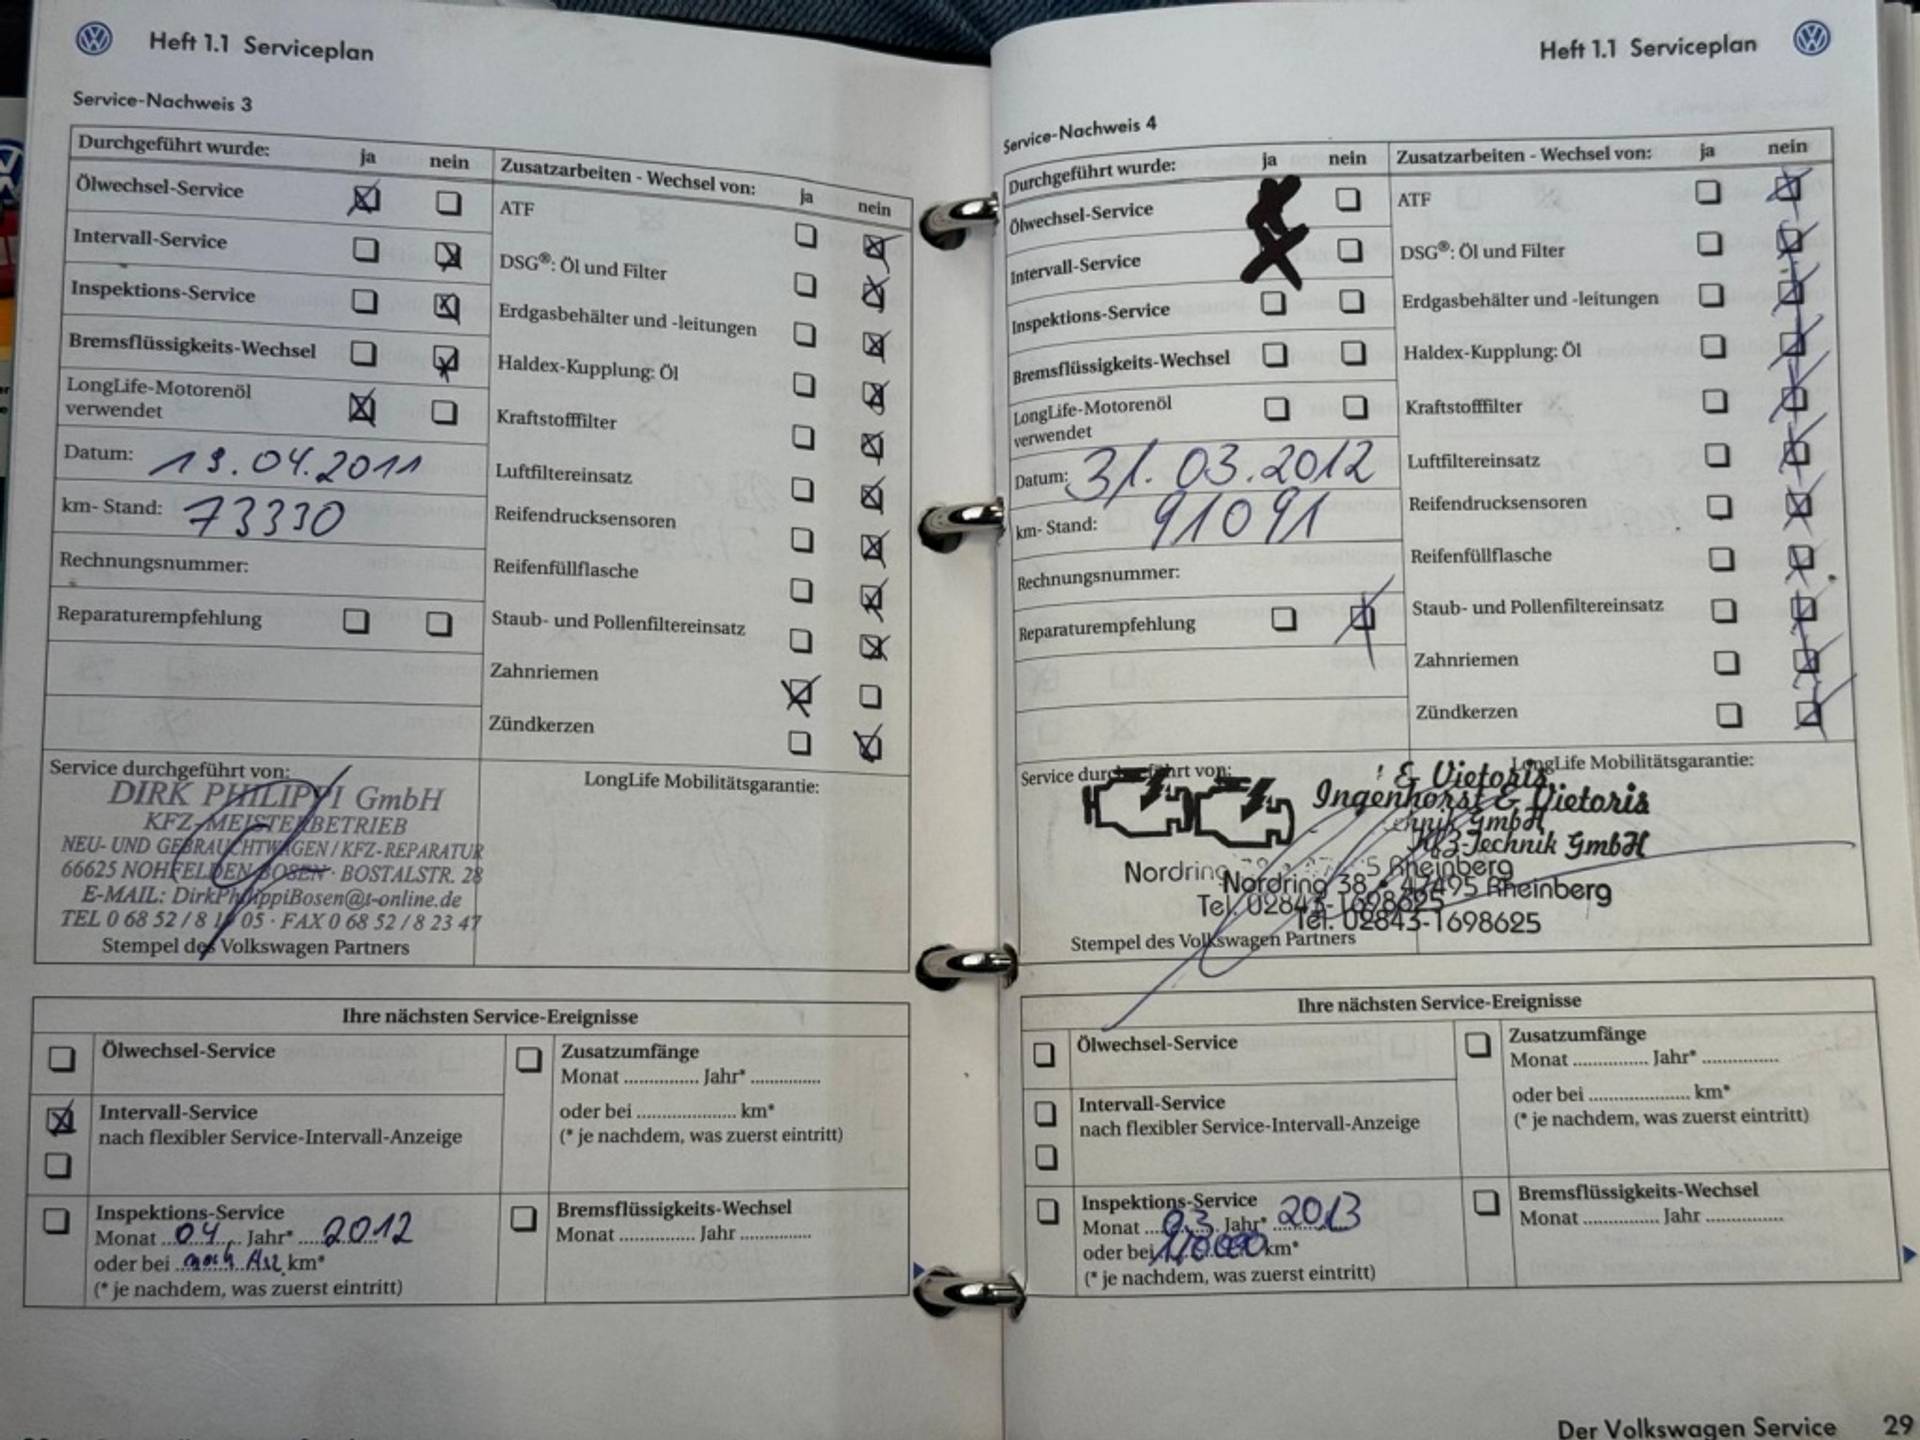 Heft 1.1 Serviceplan
Service-Nachweis 3
Durchgeführt wurde: ja nein
Ölwechsel-Service
Intervall-Service
Inspektions-Service
Bremsflüssigkeits-Wechsel
LongLife-Motorenöl
verwendet
Datum: 19.04.2011
km- Stand: 73330
Rechnungsnummer:
Reparaturempfehlung
Zusatzarbeiten - Wechsel von: ja nein
ATF
DSG®: Öl und Filter
Erdgasbehälter und -leitungen
Haldex-Kupplung: Öl
Kraftstofffilter
Luftfiltereinsatz
Reifendrucksensoren
Reifenfüllflasche
Staub- und Pollenfiltereinsatz
Zahnriemen
Zündkerzen
Service durchgeführt von:
DIRK PHILIPPI GmbH
KFZ-MEISTERBETRIEB
NEU- UND GEBRAUCHTWAGEN / KFZ-REPARATUR
66625 NOHFELDEN-BOSEN · BOSTALSTR. 28
E-MAIL: DirkPhilippiBosen@t-online.de
TEL 0 68 52 / 8 05 · FAX 0 68 52 / 8 23 47
Stempel des Volkswagen Partners
LongLife Mobilitätsgarantie:
Ihre nächsten Service-Ereignisse
Ölwechsel-Service
Intervall-Service
nach flexibler Service-Intervall-Anzeige
Inspektions-Service
Monat 04 Jahr* 2012
oder bei nach Anz. km*
(* je nachdem, was zuerst eintritt)
Zusatzumfänge
Monat ............... Jahr* ..............
oder bei .................... km*
(* je nachdem, was zuerst eintritt)
Bremsflüssigkeits-Wechsel
Monat ............... Jahr ..............
Heft 1.1 Serviceplan
Service-Nachweis 4
Durchgeführt wurde: ja nein
Ölwechsel-Service
Intervall-Service
Inspektions-Service
Bremsflüssigkeits-Wechsel
LongLife-Motorenöl
verwendet
Datum: 31.03.2012
km- Stand: 91091
Rechnungsnummer:
Reparaturempfehlung
Zusatzarbeiten - Wechsel von: ja nein
ATF
DSG®: Öl und Filter
Erdgasbehälter und -leitungen
Haldex-Kupplung: Öl
Kraftstofffilter
Luftfiltereinsatz
Reifendrucksensoren
Reifenfüllflasche
Staub- und Pollenfiltereinsatz
Zahnriemen
Zündkerzen
Service durchgeführt von:
LongLife Mobilitätsgarantie:
& Vietoris
Ingenhorst & Vietoris
GmbH
Kfz-Technik GmbH
Nordring Rheinberg
Nordring 38 • 47495 Rheinberg
Tel. 02843-1698625
Tel. 02843-1698625
Stempel des Volkswagen Partners
Ihre nächsten Service-Ereignisse
Ölwechsel-Service
Intervall-Service
nach flexibler Service-Intervall-Anzeige
Inspektions-Service
Monat 03 Jahr* 2013
oder bei 110000 km*
(* je nachdem, was zuerst eintritt)
Zusatzumfänge
Monat ............... Jahr* ..............
oder bei .................... km*
(* je nachdem, was zuerst eintritt)
Bremsflüssigkeits-Wechsel
Monat ............... Jahr ..............
Der Volkswagen Service 29